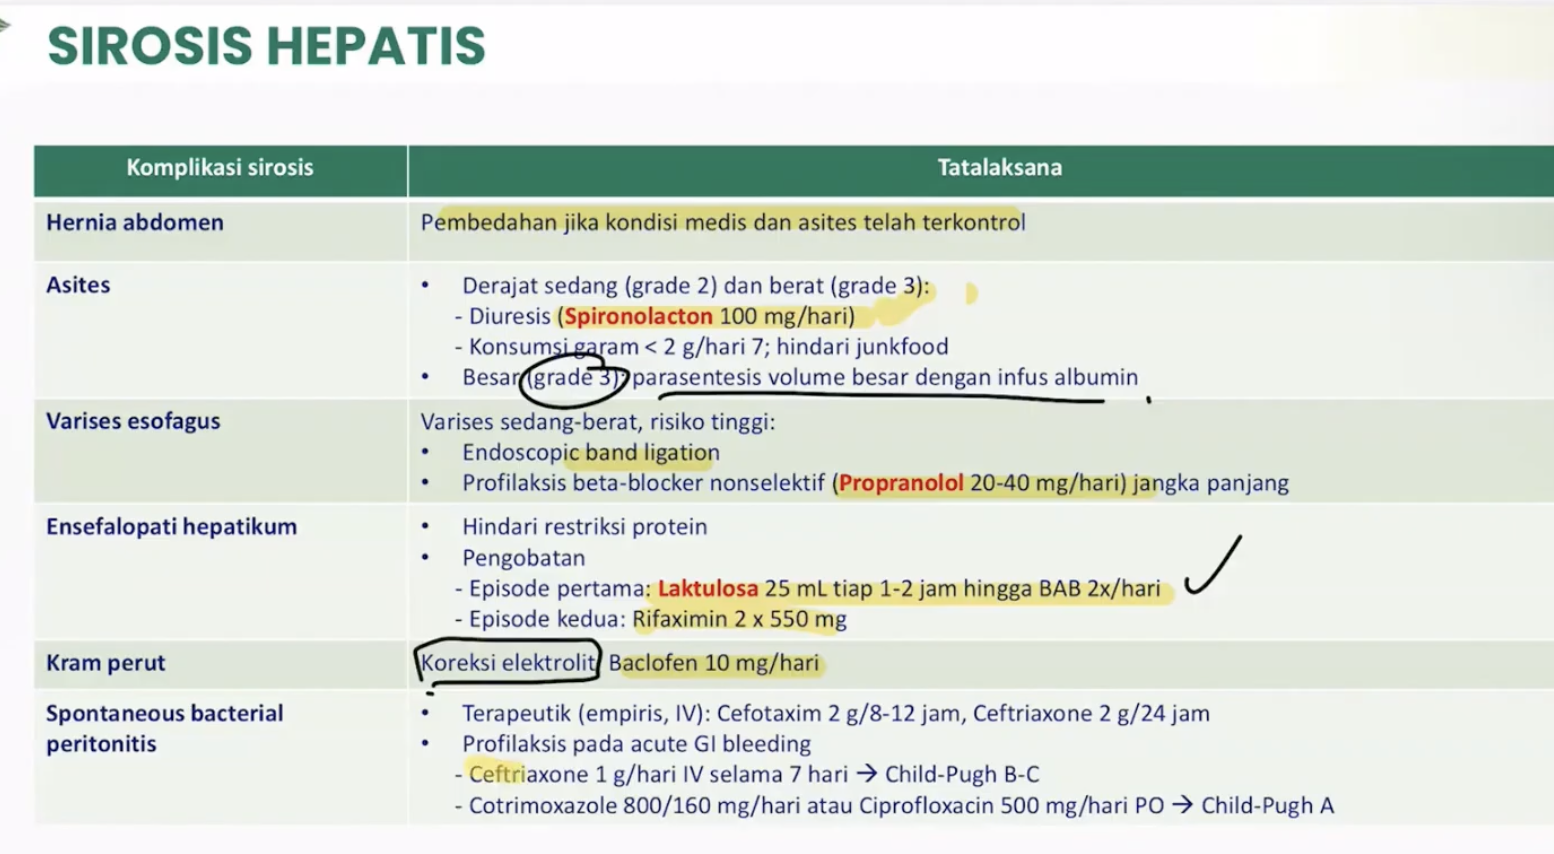 SIROSIS HEPATIS
Komplikasi sirosis
Tatalaksana
Hernia abdomen
Pembedahan jika kondisi medis dan asites telah terkontrol
Asites
• Derajat sedang (grade 2) dan berat (grade 3):
- Diuresis (Spironolacton 100 mg/hari)
- Konsumsi garam < 2 g/hari 7; hindari junkfood
• Besar (grade 3): parasentesis volume besar dengan infus albumin
Varises esofagus
Varises sedang-berat, risiko tinggi:
• Endoscopic band ligation
• Profilaksis beta-blocker nonselektif (Propranolol 20-40 mg/hari) jangka panjang
Ensefalopati hepatikum
• Hindari restriksi protein
• Pengobatan
- Episode pertama: Laktulosa 25 mL tiap 1-2 jam hingga BAB 2x/hari
- Episode kedua: Rifaximin 2 x 550 mg
Kram perut
Koreksi elektrolit, Baclofen 10 mg/hari
Spontaneous bacterial
peritonitis
• Terapeutik (empiris, IV): Cefotaxim 2 g/8-12 jam, Ceftriaxone 2 g/24 jam
• Profilaksis pada acute GI bleeding
- Ceftriaxone 1 g/hari IV selama 7 hari → Child-Pugh B-C
- Cotrimoxazole 800/160 mg/hari atau Ciprofloxacin 500 mg/hari PO → Child-Pugh A